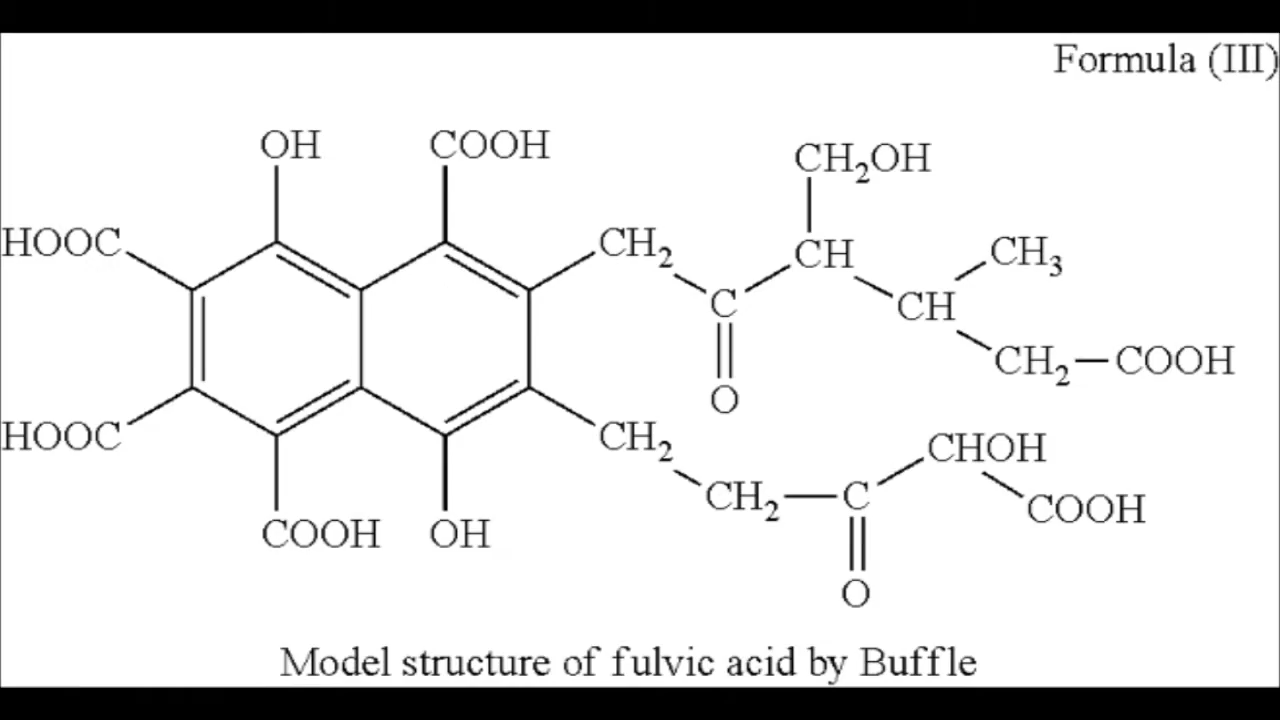 Formula (III)
OH COOH CH₂OH
HOOC CH₂ CH CH₃
C CH
O CH₂ COOH
HOOC CH₂ CHOH
CH₂ C COOH
COOH OH
O
Model structure of fulvic acid by Buffle